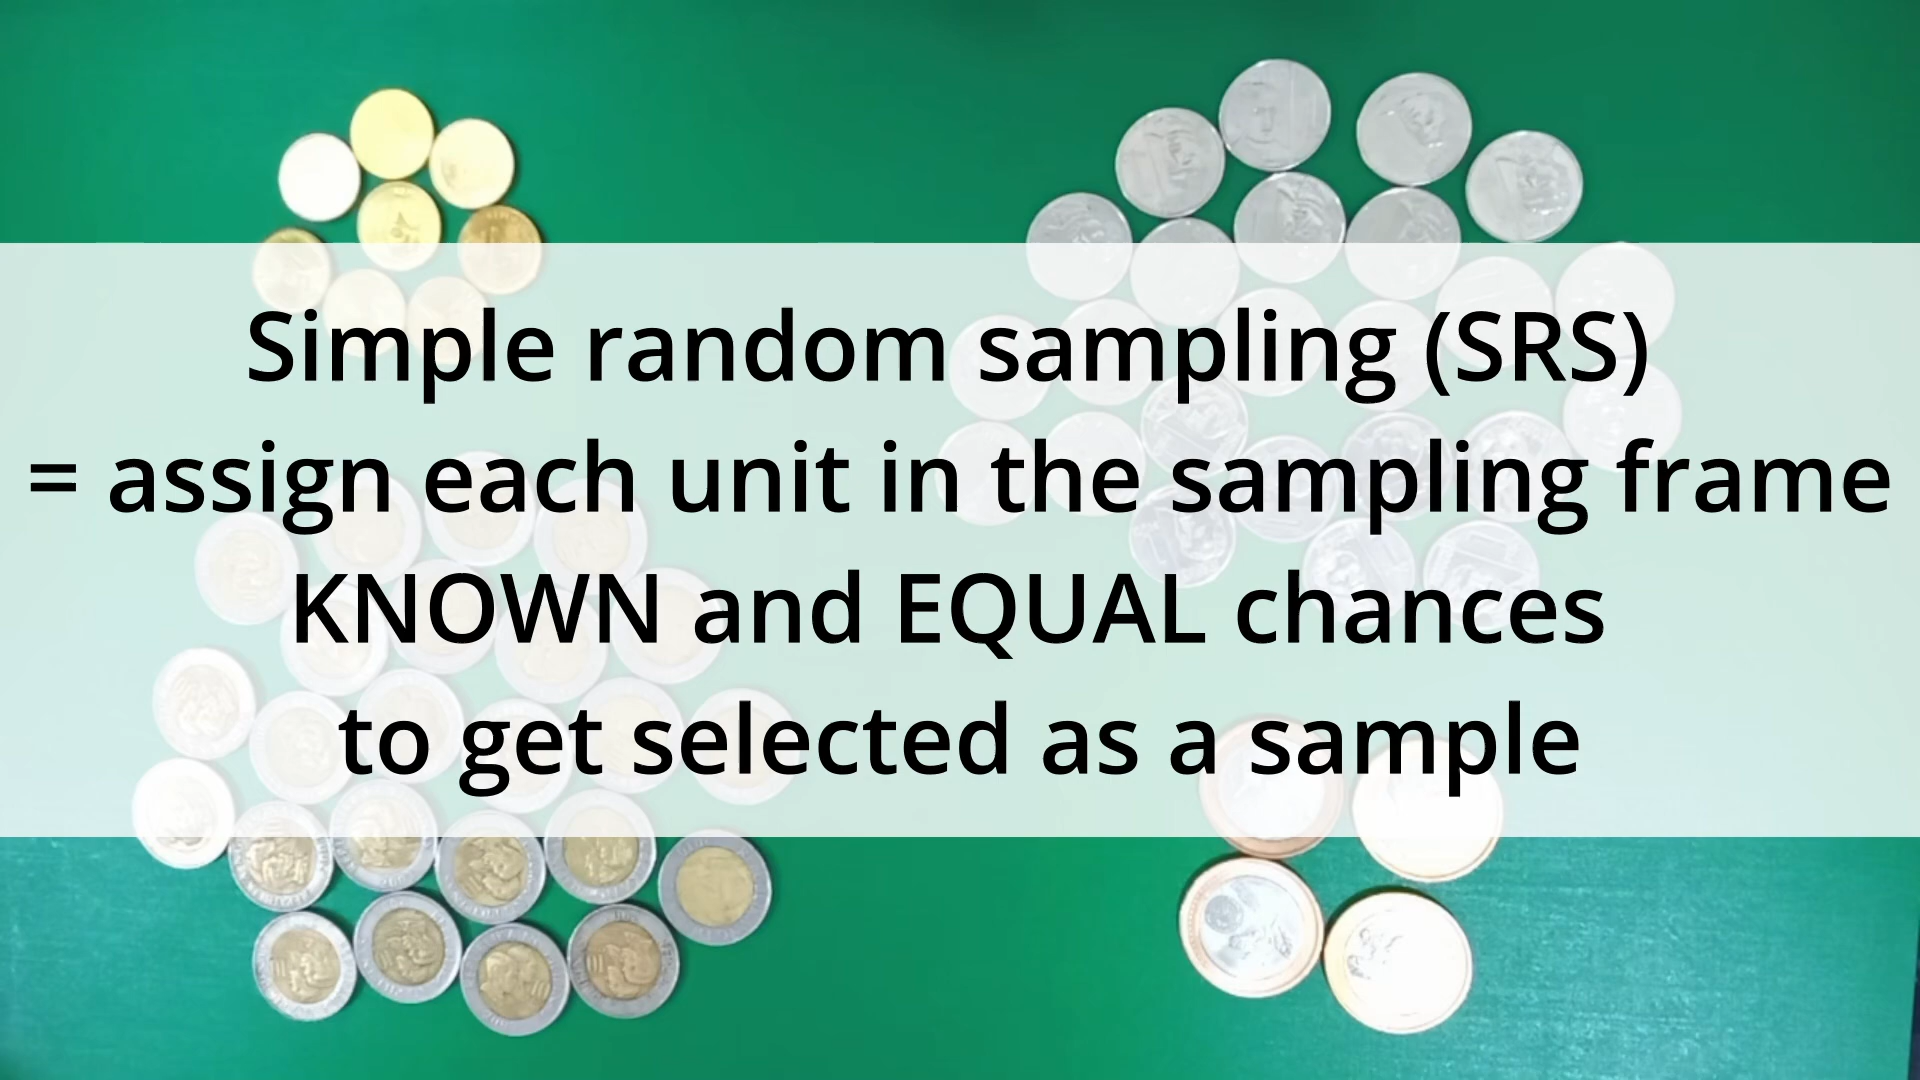 Simple random sampling (SRS)
= assign each unit in the sampling frame
KNOWN and EQUAL chances
to get selected as a sample